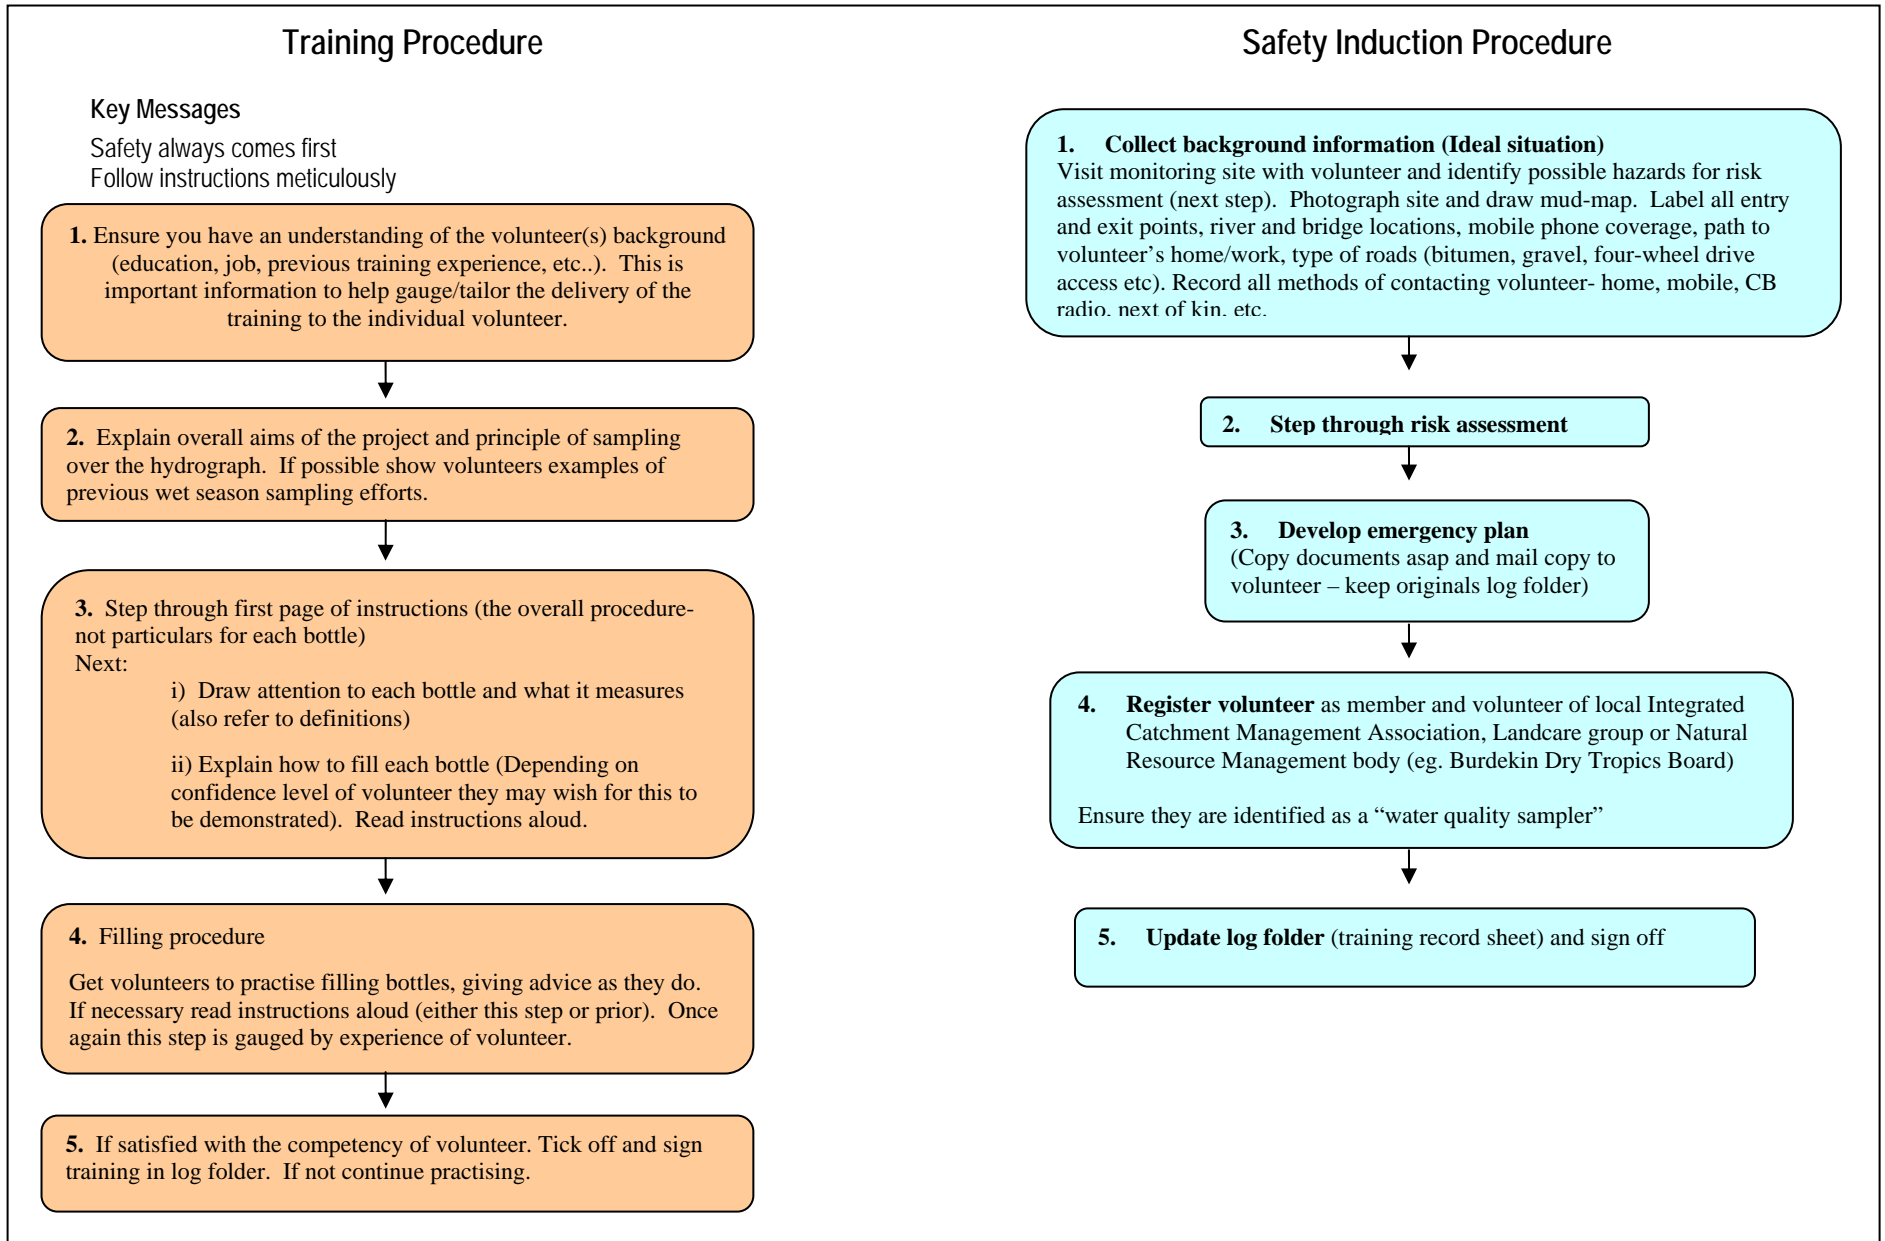 Training Procedure
Key Messages
Safety always comes first
Follow instructions meticulously
1. Ensure you have an understanding of the volunteer(s) background
(education, job, previous training experience, etc..). This is
important information to help gauge/tailor the delivery of the
training to the individual volunteer.
2. Explain overall aims of the project and principle of sampling
over the hydrograph. If possible show volunteers examples of
previous wet season sampling efforts.
3. Step through first page of instructions (the overall procedure-
not particulars for each bottle)
Next:
i) Draw attention to each bottle and what it measures
(also refer to definitions)
ii) Explain how to fill each bottle (Depending on
confidence level of volunteer they may wish for this to
be demonstrated). Read instructions aloud.
4. Filling procedure
Get volunteers to practise filling bottles, giving advice as they do.
If necessary read instructions aloud (either this step or prior). Once
again this step is gauged by experience of volunteer.
5. If satisfied with the competency of volunteer. Tick off and sign
training in log folder. If not continue practising.
Safety Induction Procedure
1. Collect background information (Ideal situation)
Visit monitoring site with volunteer and identify possible hazards for risk
assessment (next step). Photograph site and draw mud-map. Label all entry
and exit points, river and bridge locations, mobile phone coverage, path to
volunteer’s home/work, type of roads (bitumen, gravel, four-wheel drive
access etc). Record all methods of contacting volunteer- home, mobile, CB
radio, next of kin, etc.
2. Step through risk assessment
3. Develop emergency plan
(Copy documents asap and mail copy to
volunteer – keep originals log folder)
4. Register volunteer as member and volunteer of local Integrated
Catchment Management Association, Landcare group or Natural
Resource Management body (eg. Burdekin Dry Tropics Board)
Ensure they are identified as a “water quality sampler”
5. Update log folder (training record sheet) and sign off